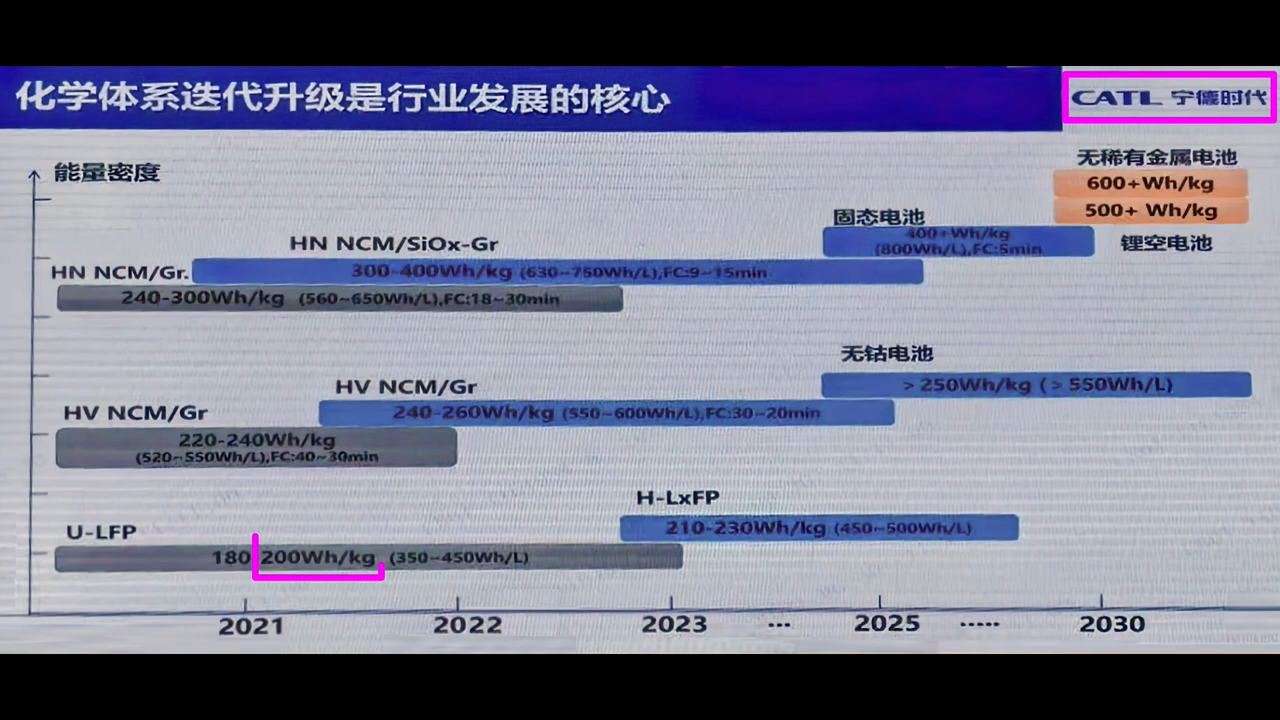 化学体系迭代升级是行业发展的核心
CATL 宁德时代
能量密度
无稀有金属电池
600+Wh/kg
500+ Wh/kg
锂空电池
固态电池
400+Wh/kg
(800Wh/L),FC:5min
HN NCM/SiOx-Gr
300-400Wh/kg (630~750Wh/L),FC:9~15min
HN NCM/Gr.
240-300Wh/kg (560~650Wh/L),FC:18~30min
无钴电池
>250Wh/kg (>550Wh/L)
HV NCM/Gr
240-260Wh/kg (550~600Wh/L),FC:30~20min
HV NCM/Gr
220-240Wh/kg
(520~550Wh/L),FC:40~30min
H-LxFP
210-230Wh/kg (450~500Wh/L)
U-LFP
180-200Wh/kg (350~450Wh/L)
2021 2022 2023 ... 2025 ..... 2030